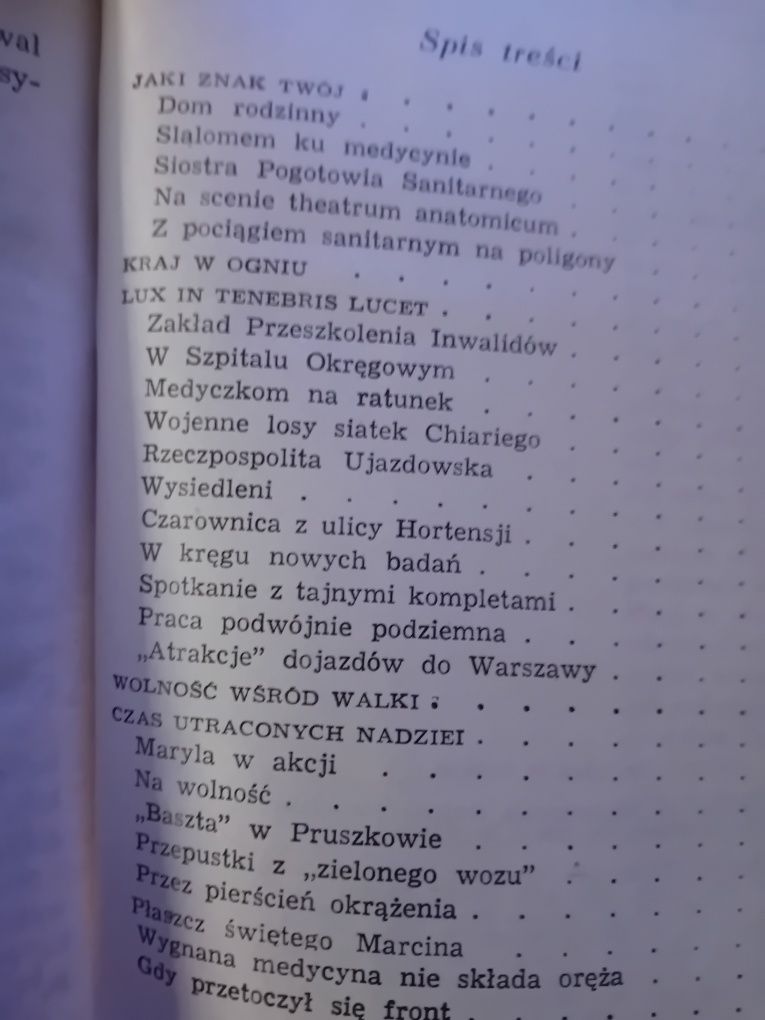 wał
sy-
Spis treści
JAKI ZNAK TWÓJ . . . . . . . .
Dom rodzinny . . . . . . . .
Slalomem ku medycynie . . . . . .
Siostra Pogotowia Sanitarnego . . . .
Na scenie theatrum anatomicum . . . .
Z pociągiem sanitarnym na poligony . . .
KRAJ W OGNIU . . . . . . . . .
LUX IN TENEBRIS LUCET . . . . . . .
Zakład Przeszkolenia Inwalidów . . . . .
W Szpitalu Okręgowym . . . . . . .
Medyczkom na ratunek . . . . . . .
Wojenne losy siatek Chiariego . . . . .
Rzeczpospolita Ujazdowska . . . . . .
Wysiedleni . . . . . . . . . . .
Czarownica z ulicy Hortensji . . . . . .
W kręgu nowych badań . . . . . . .
Spotkanie z tajnymi kompletami . . . . .
Praca podwójnie podziemna . . . . . .
„Atrakcje” dojazdów do Warszawy . . . .
WOLNOŚĆ WŚRÓD WALKI . . . . . . . .
CZAS UTRACONYCH NADZIEI . . . . . . .
Maryla w akcji . . . . . . . . .
Na wolność . . . . . . . . . . .
„Baszta” w Pruszkowie . . . . . . .
Przepustki z „zielonego wozu” . . . . .
Przez pierścień okrążenia . . . . . . .
Płaszcz świętego Marcina . . . . . .
Wygnana medycyna nie składa oręża . . .
Gdy przetoczył się front . . . . . . .